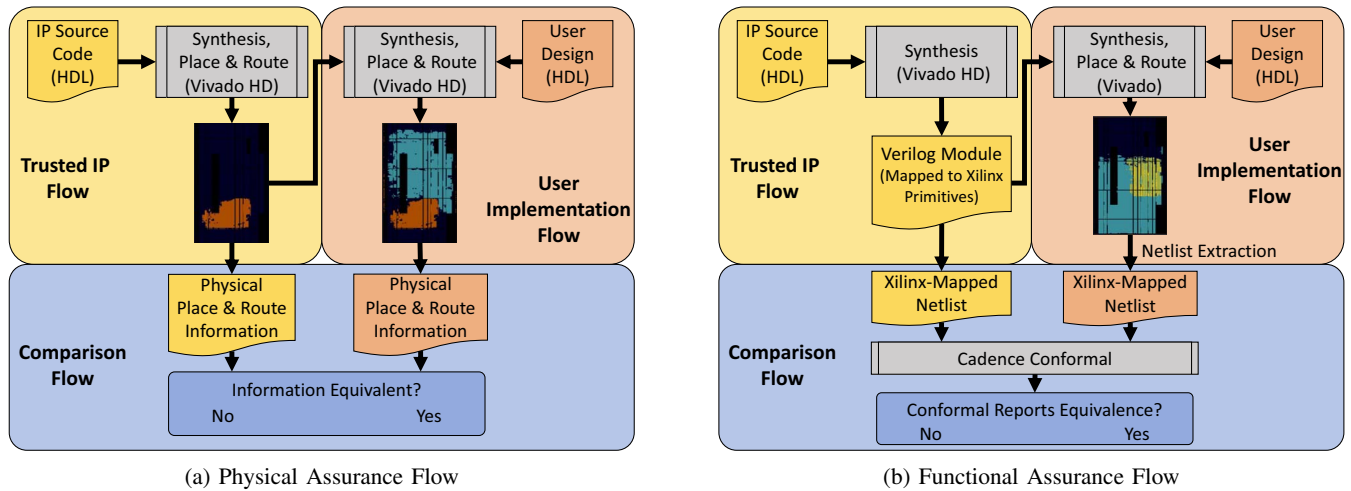 IP Source
Code
(HDL)
Synthesis,
Place & Route
(Vivado HD)
Synthesis,
Place & Route
(Vivado HD)
User
Design
(HDL)
Trusted IP
Flow
User
Implementation
Flow
Physical
Place & Route
Information
Physical
Place & Route
Information
Comparison
Flow
Information Equivalent?
No Yes
(a) Physical Assurance Flow
IP Source
Code
(HDL)
Synthesis
(Vivado HD)
Synthesis,
Place & Route
(Vivado)
User
Design
(HDL)
Trusted IP
Flow
Verilog Module
(Mapped to Xilinx
Primitives)
User
Implementation
Flow
Netlist Extraction
Xilinx-Mapped
Netlist
Xilinx-Mapped
Netlist
Comparison
Flow
Cadence Conformal
Conformal Reports Equivalence?
No Yes
(b) Functional Assurance Flow